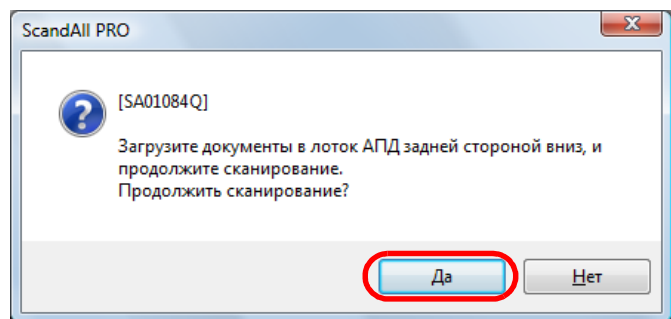 ScandAll PRO
[SA01084Q]
Загрузите документы в лоток АПД задней стороной вниз, и
продолжите сканирование.
Продолжить сканирование?
Да
Нет